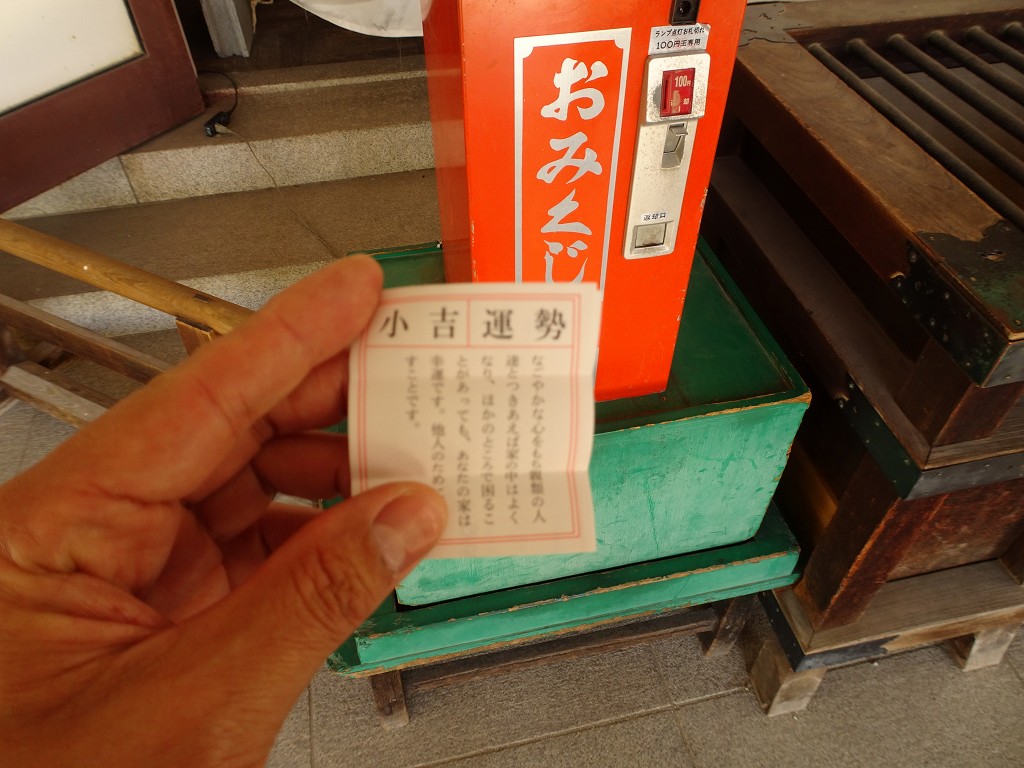 おみくじ
ランプ点灯お札切れ
100円玉専用
100円
返却口
小吉運勢
なごやかな心をもち親類の人
達とつきあえば家の中はよく
なり、ほかのところで困るこ
とがあっても、あなたの家は
幸運です。他人のため
すことです。